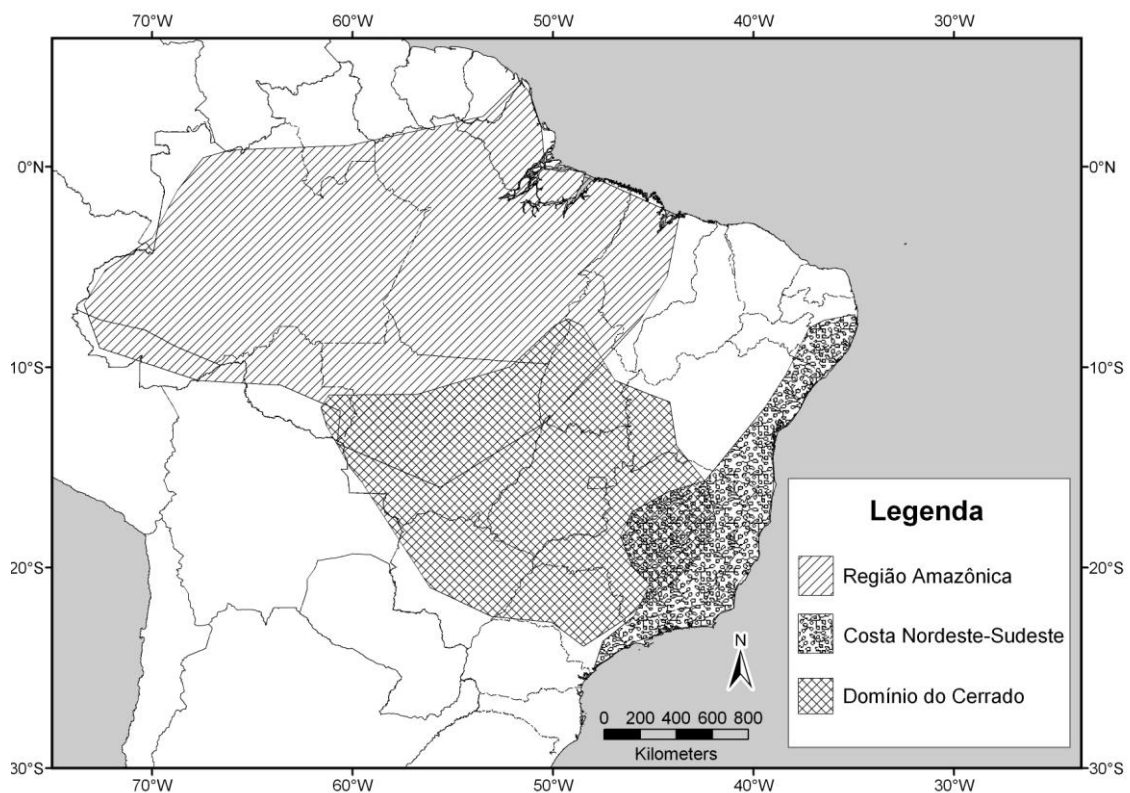 70°W 60°W 50°W 40°W 30°W
0°N 0°N
10°S 10°S
Legenda
Região Amazônica
20°S 20°S
Costa Nordeste-Sudeste
N
Domínio do Cerrado
0 200 400 600 800
Kilometers
30°S 30°S
70°W 60°W 50°W 40°W 30°W